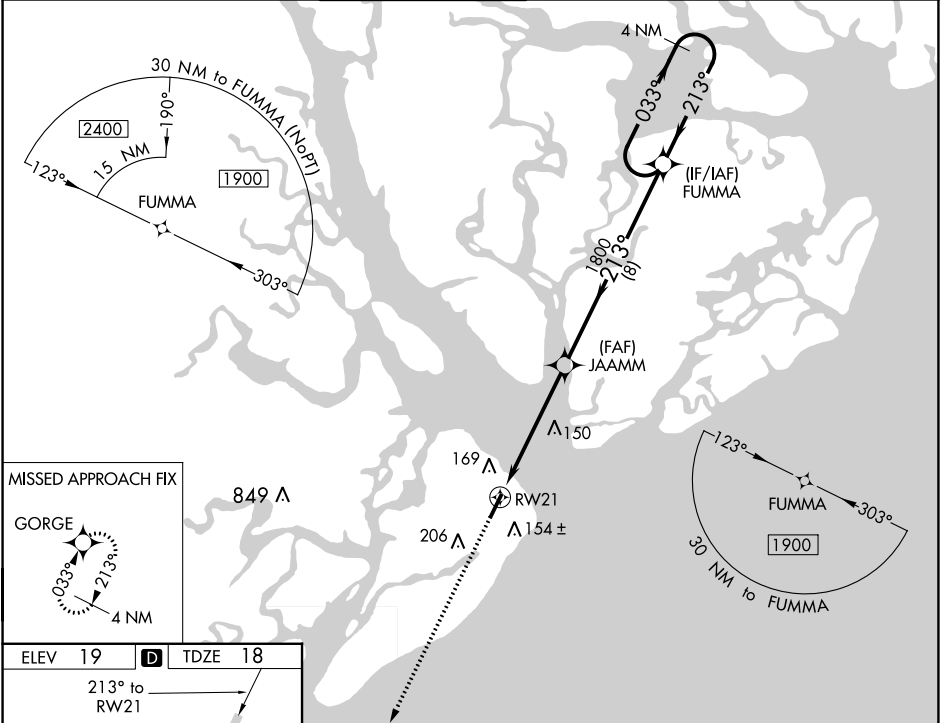 4 NM
033°
213°
(IF/IAF)
FUMMA
30 NM to FUMMA (NoPT)
2400
190°
15 NM
1900
123°
FUMMA
303°
1800
213°
(8)
(FAF)
JAAMM
150
169
RW21
154 ±
206
849
123°
FUMMA
303°
1900
30 NM to FUMMA
MISSED APPROACH FIX
GORGE
033°
213°
4 NM
ELEV 19 D TDZE 18
213° to
RW21